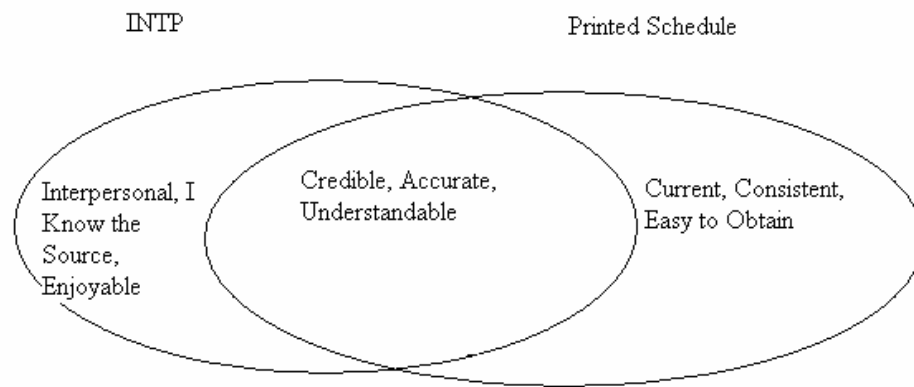 INTP
Printed Schedule
Interpersonal, I
Know the
Source,
Enjoyable
Credible, Accurate,
Understandable
Current, Consistent,
Easy to Obtain